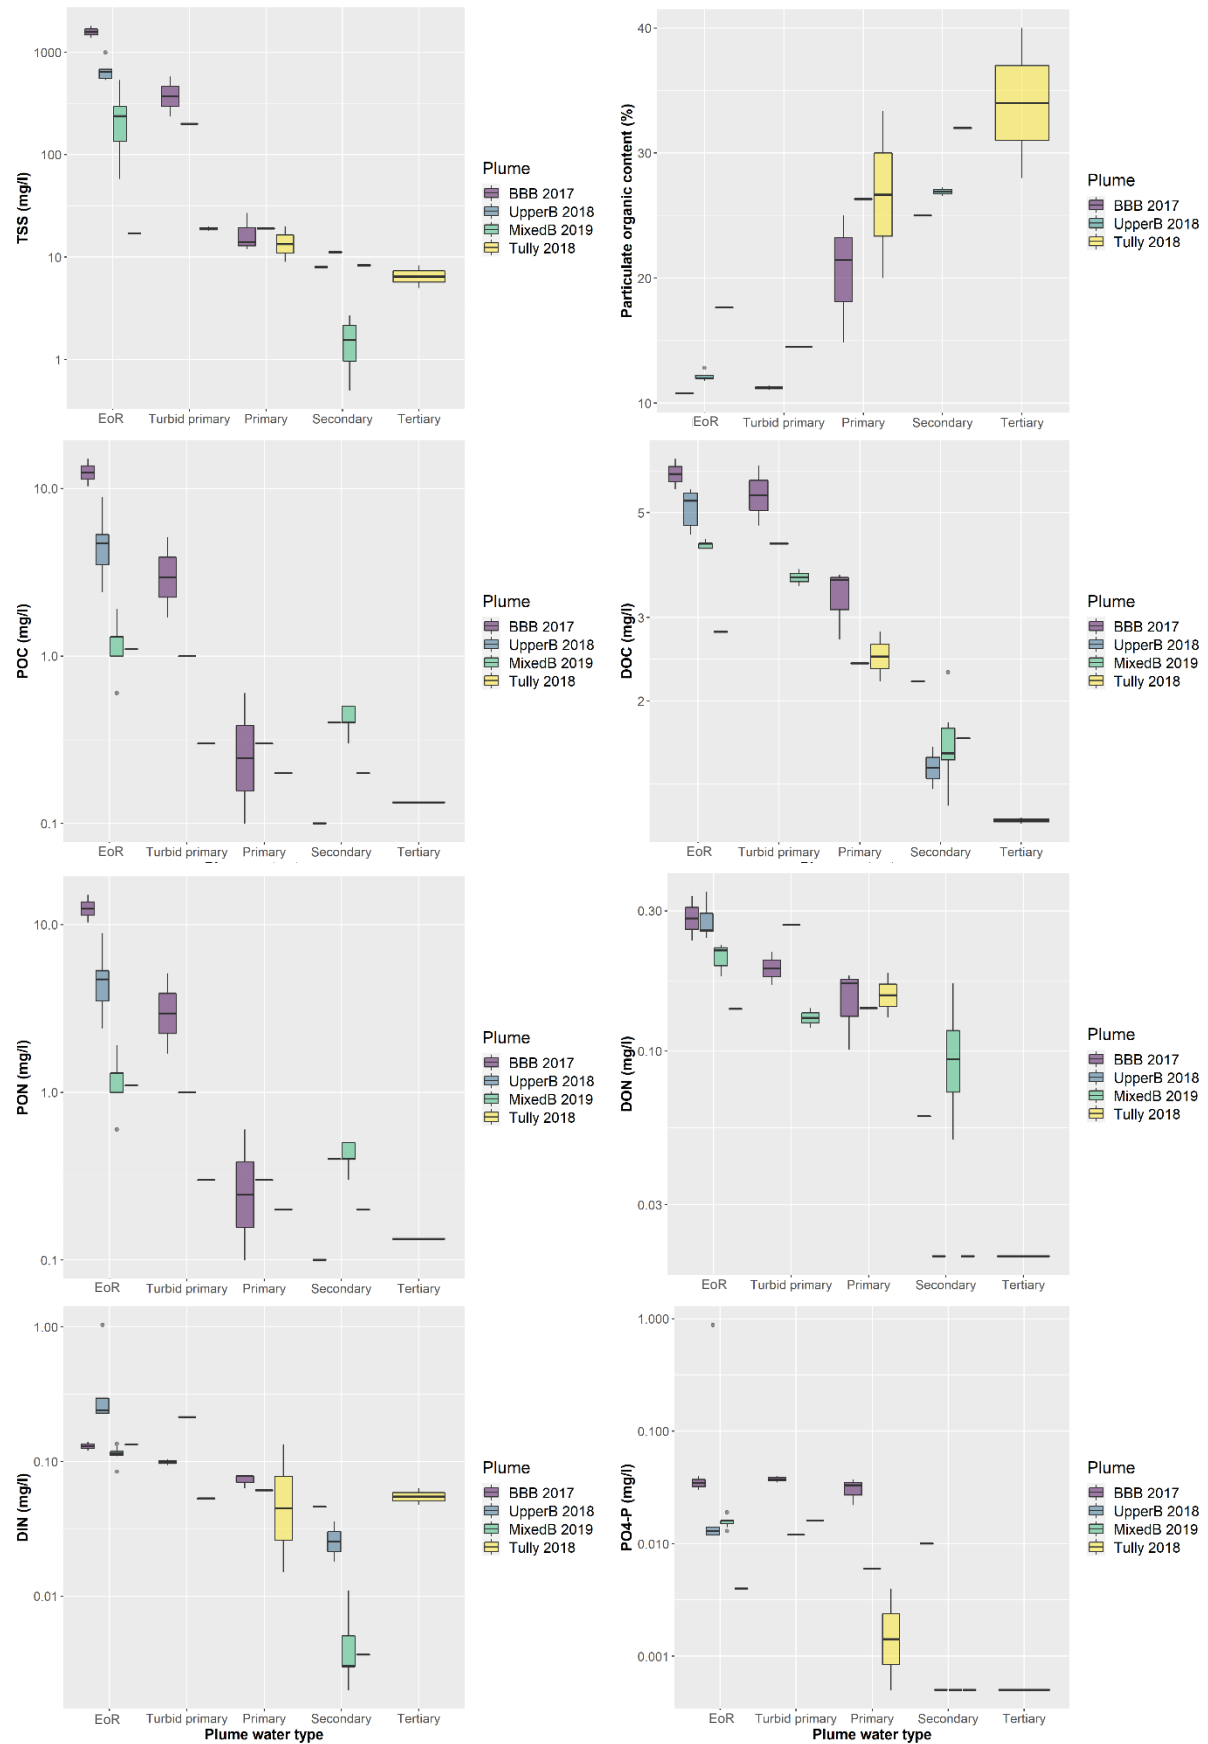 TSS (mg/l)
1000
100
10
1
EoR Turbid primary Primary Secondary Tertiary
Plume
BBB 2017
UpperB 2018
MixedB 2019
Tully 2018
Particulate organic content (%)
40
30
20
10
EoR Turbid primary Primary Secondary Tertiary
Plume
BBB 2017
UpperB 2018
Tully 2018
POC (mg/l)
10.0
1.0
0.1
EoR Turbid primary Primary Secondary Tertiary
Plume
BBB 2017
UpperB 2018
MixedB 2019
Tully 2018
DOC (mg/l)
5
3
2
EoR Turbid primary Primary Secondary Tertiary
Plume
BBB 2017
UpperB 2018
MixedB 2019
Tully 2018
PON (mg/l)
10.0
1.0
0.1
EoR Turbid primary Primary Secondary Tertiary
Plume
BBB 2017
UpperB 2018
MixedB 2019
Tully 2018
DON (mg/l)
0.30
0.10
0.03
EoR Turbid primary Primary Secondary Tertiary
Plume
BBB 2017
UpperB 2018
MixedB 2019
Tully 2018
DIN (mg/l)
1.00
0.10
0.01
EoR Turbid primary Primary Secondary Tertiary
Plume water type
Plume
BBB 2017
UpperB 2018
MixedB 2019
Tully 2018
PO4-P (mg/l)
1.000
0.100
0.010
0.001
EoR Turbid primary Primary Secondary Tertiary
Plume water type
Plume
BBB 2017
UpperB 2018
MixedB 2019
Tully 2018